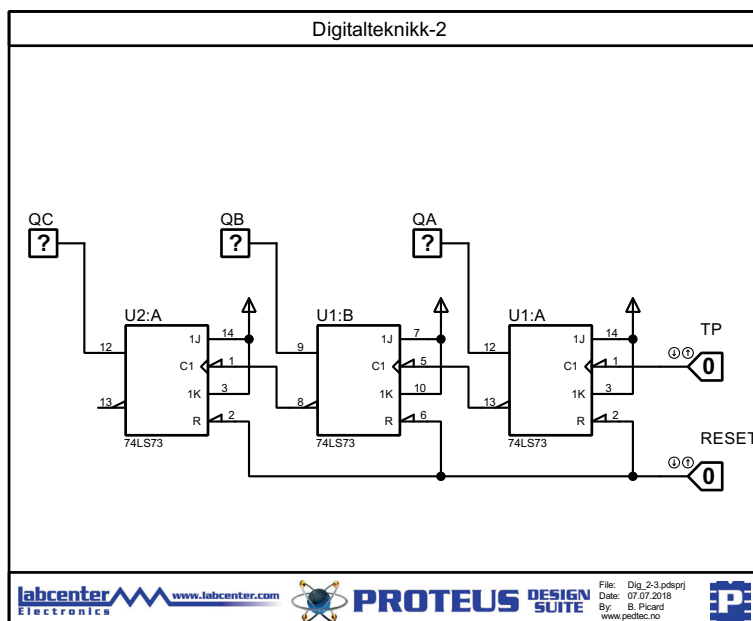 Digitalteknikk-2
QC
QB
QA
?
?
?
U2:A
U1:B
U1:A
TP
12
1J
14
9
1J
7
12
1J
14
C1
1
C1
5
C1
1
0
13
1K
3
8
1K
10
13
1K
3
R
2
R
6
R
2
RESET
74LS73
74LS73
74LS73
0
labcenter
Electronics
www.labcenter.com
PROTEUS
DESIGN
SUITE
File: Dig_2-3.pdsprj
Date: 07.07.2018
By: B. Picard
www.pedtec.no
P